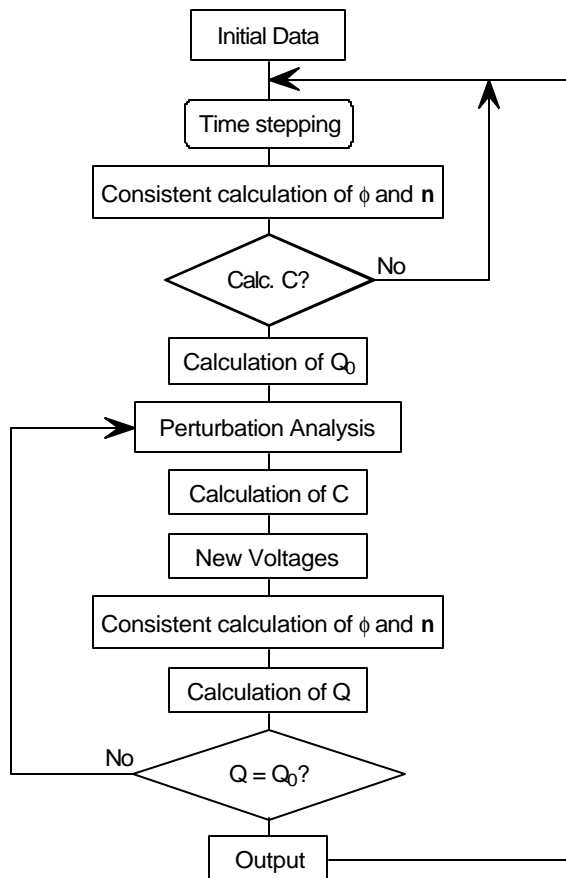 Initial Data
Time stepping
Consistent calculation of ϕ and n
Calc. C?
No
Calculation of Q0
Perturbation Analysis
Calculation of C
New Voltages
Consistent calculation of ϕ and n
Calculation of Q
No
Q = Q0?
Output